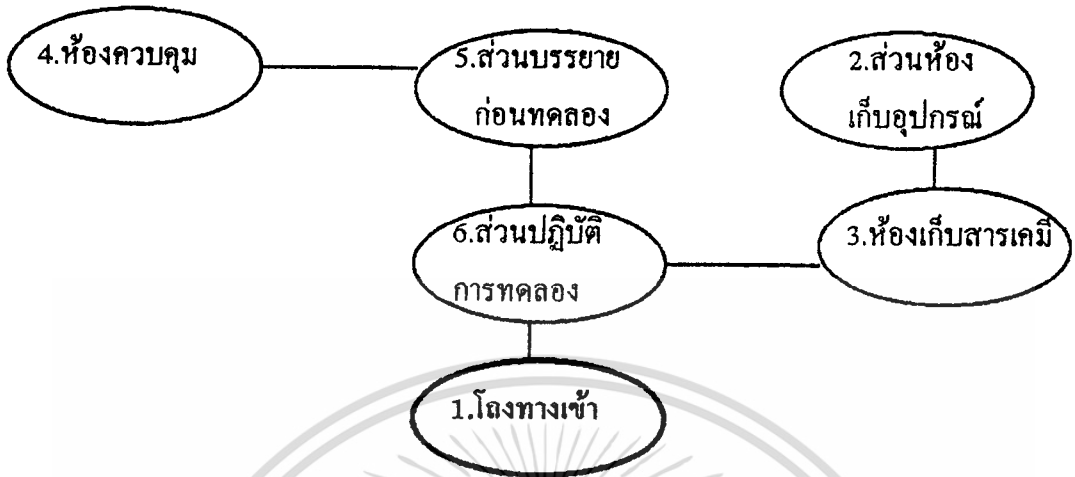 4.ห้องควบคุม
5.ส่วนบรรยาย
ก่อนทดลอง
2.ส่วนห้อง
เก็บอุปกรณ์
6.ส่วนปฏิบัติ
การทดลอง
3.ห้องเก็บสารเคมี
1.โถงทางเข้า